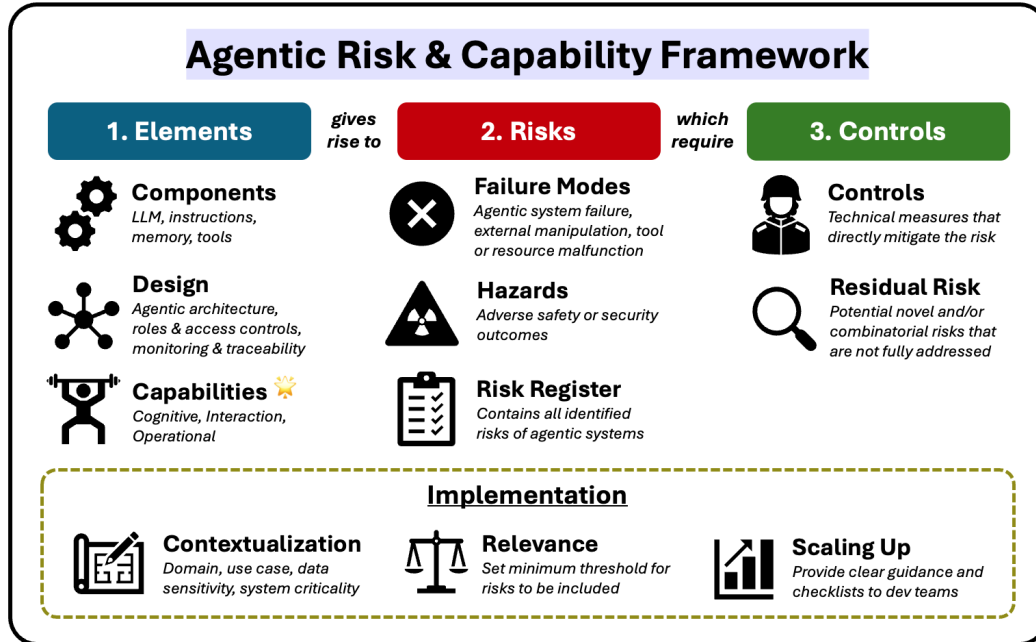 Agentic Risk & Capability Framework
1. Elements
gives
rise to
2. Risks
which
require
3. Controls
Components
LLM, instructions,
memory, tools
Design
Agentic architecture,
roles & access controls,
monitoring & traceability
Capabilities
Cognitive, Interaction,
Operational
Failure Modes
Agentic system failure,
external manipulation, tool
or resource malfunction
Hazards
Adverse safety or security
outcomes
Risk Register
Contains all identified
risks of agentic systems
Controls
Technical measures that
directly mitigate the risk
Residual Risk
Potential novel and/or
combinatorial risks that
are not fully addressed
Implementation
Contextualization
Domain, use case, data
sensitivity, system criticality
Relevance
Set minimum threshold for
risks to be included
Scaling Up
Provide clear guidance and
checklists to dev teams